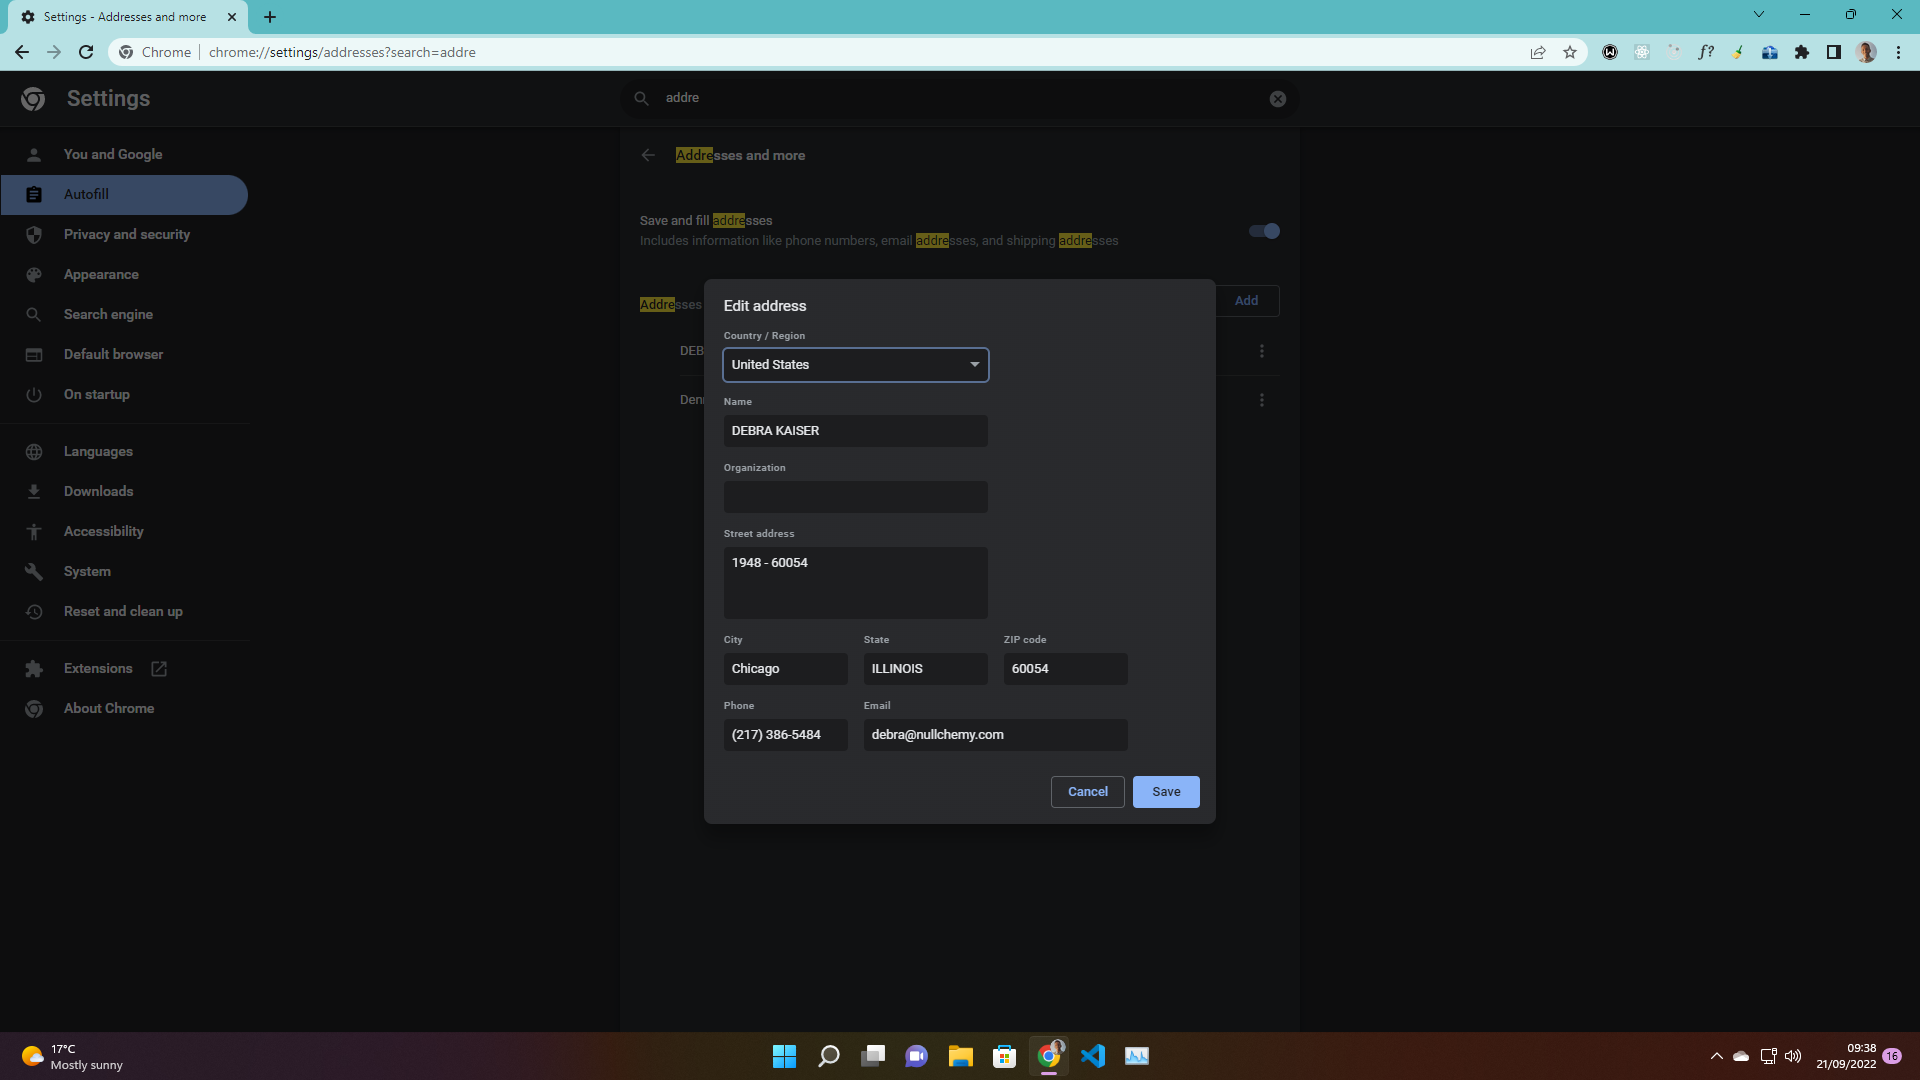 Settings - Addresses and more
Chrome
chrome://settings/addresses?search=addre
f?
Settings
addre
You and Google
Autofill
Privacy and security
Appearance
Search engine
Default browser
On startup
Languages
Downloads
Accessibility
System
Reset and clean up
Extensions
About Chrome
Addresses and more
Save and fill addresses
Includes information like phone numbers, email addresses, and shipping addresses
Addresses
Add
DEB
Den
Edit address
Country / Region
United States
Name
DEBRA KAISER
Organization
Street address
1948 - 60054
City
State
ZIP code
Chicago
ILLINOIS
60054
Phone
Email
(217) 386-5484
debra@nullchemy.com
Cancel
Save
17°C
Mostly sunny
09:38
21/09/2022
16